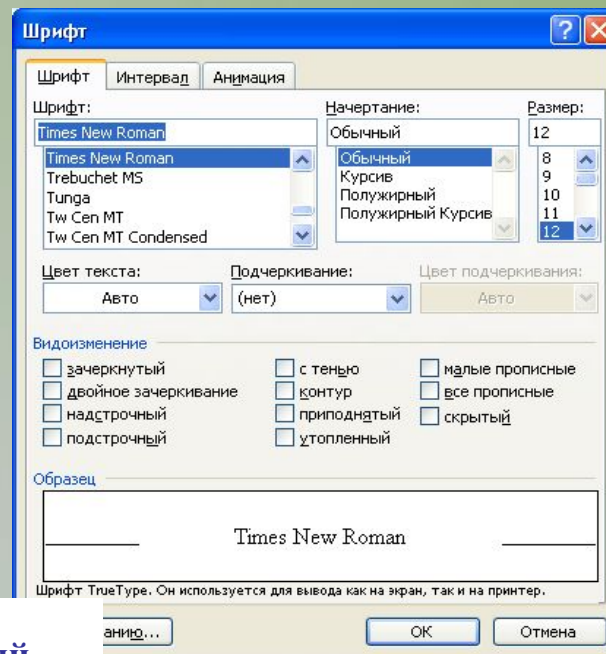 Шрифт
Шрифт Интервал Анимация
Шрифт: Начертание: Размер:
Times New Roman Обычный 12
Times New Roman Обычный 8
Trebuchet MS Курсив 9
Tunga Полужирный 10
Tw Cen MT Полужирный Курсив 11
Tw Cen MT Condensed 12
Цвет текста: Подчеркивание: Цвет подчеркивания:
Авто (нет) Авто
Видоизменение
зачеркнутый с тенью малые прописные
двойное зачеркивание контур все прописные
надстрочный приподнятый скрытый
подстрочный утопленный
Образец
Times New Roman
Шрифт TrueType. Он используется для вывода как на экран, так и на принтер.
анию... ОК Отмена